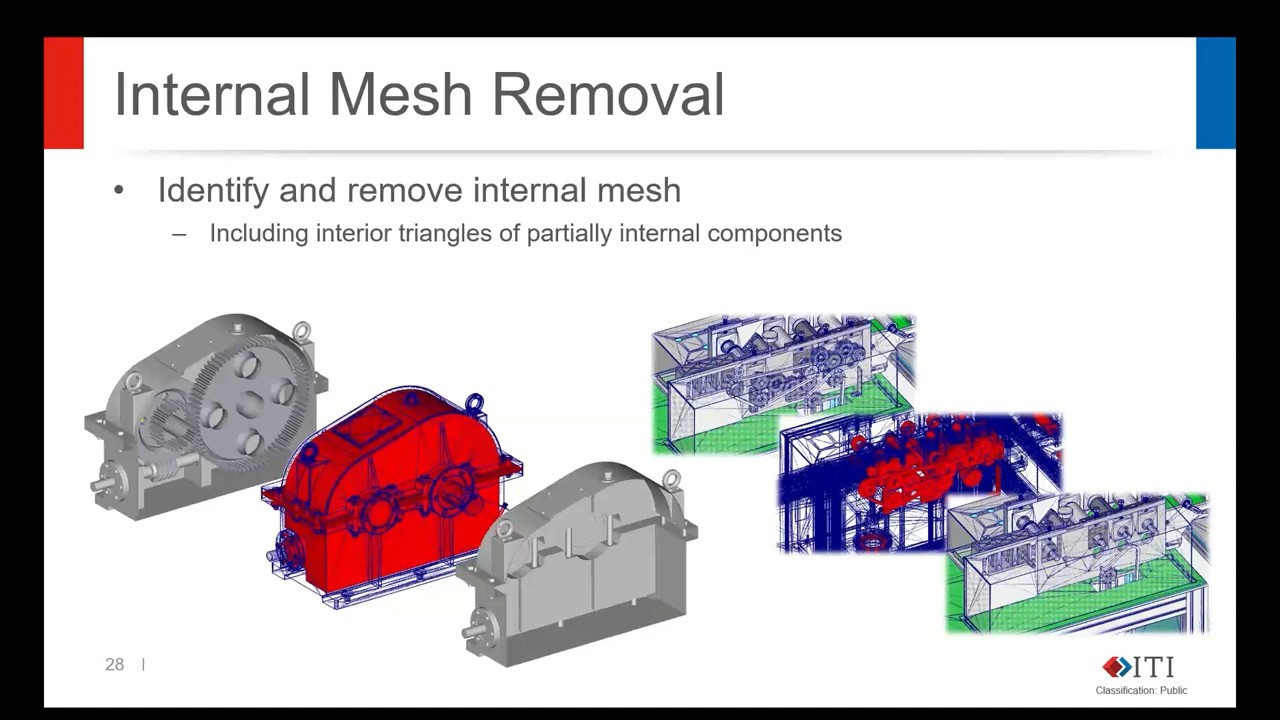 Internal Mesh Removal
• Identify and remove internal mesh
– Including interior triangles of partially internal components
28 |
ITI
Classification: Public